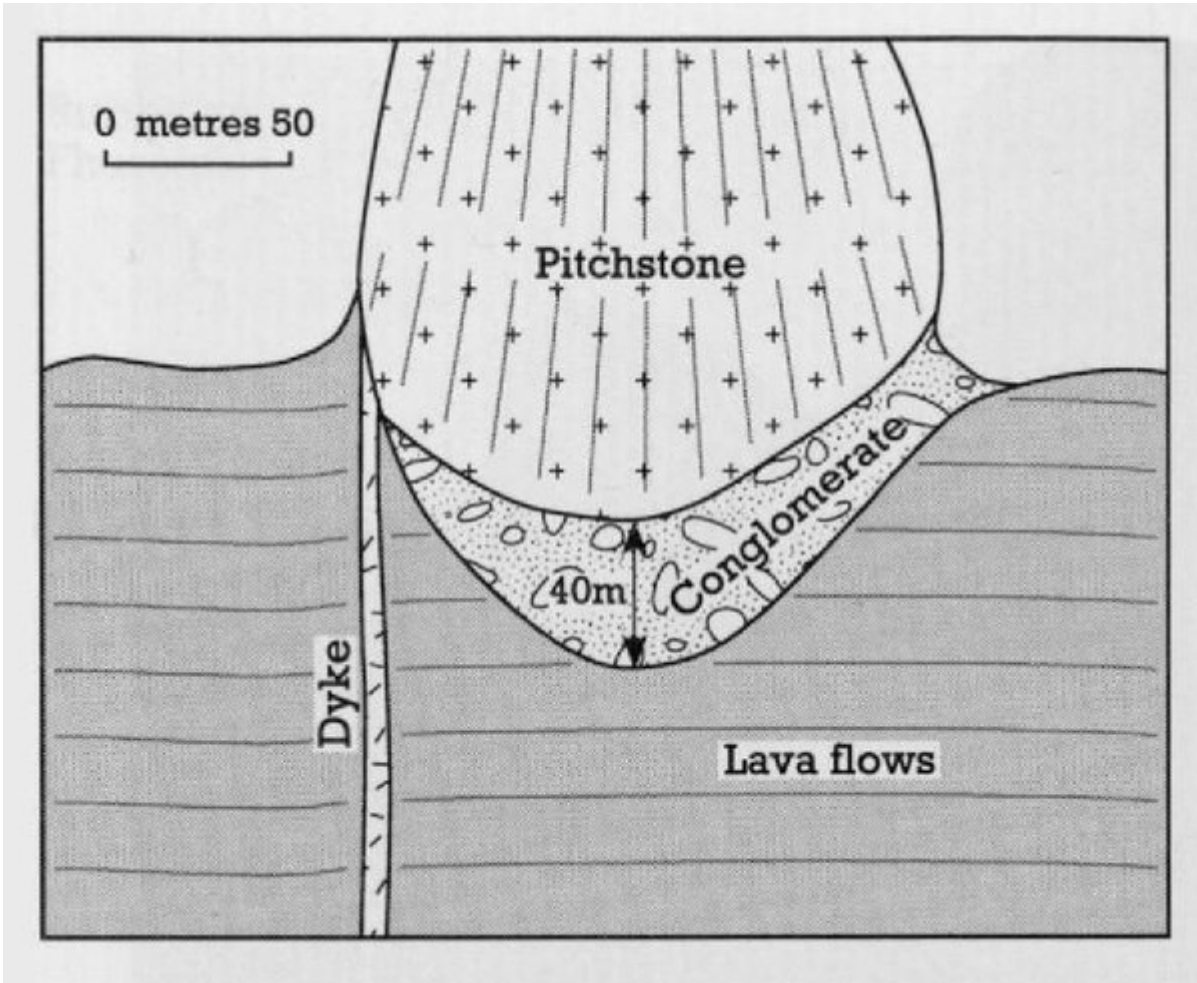 0 metres 50
Pitchstone
Conglomerate
40m
Dyke
Lava flows